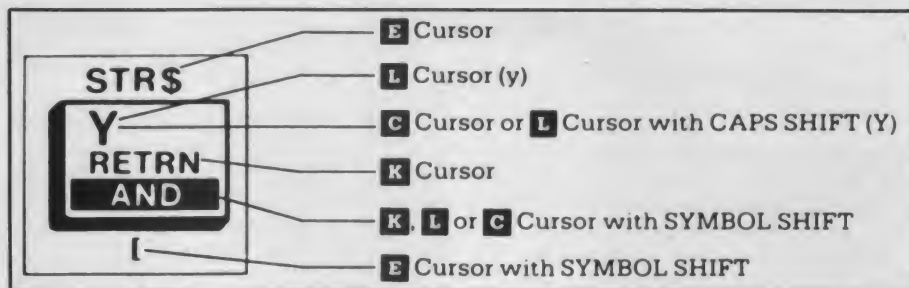 E Cursor
STR$
L Cursor (y)
Y
C Cursor or L Cursor with CAPS SHIFT (Y)
RETRN
K Cursor
AND
K, L or C Cursor with SYMBOL SHIFT
[
E Cursor with SYMBOL SHIFT